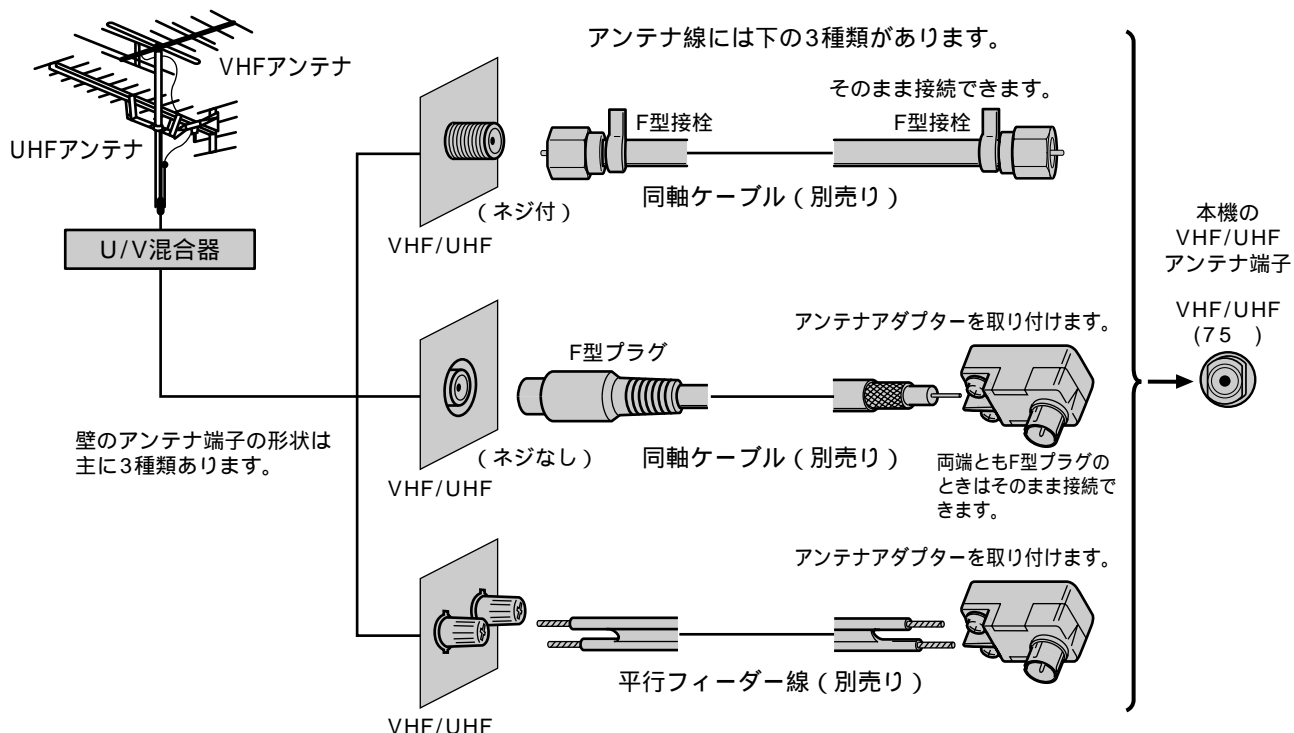 アンテナ線には下の3種類があります。
VHFアンテナ
UHFアンテナ
U/V混合器
壁のアンテナ端子の形状は
主に3種類あります。
そのまま接続できます。
F型接栓
F型接栓
同軸ケーブル（別売り）
（ネジ付）
VHF/UHF
アンテナアダプターを取り付けます。
F型プラグ
同軸ケーブル（別売り）
（ネジなし）
VHF/UHF
両端ともF型プラグの
ときはそのまま接続で
きます。
アンテナアダプターを取り付けます。
平行フィーダー線（別売り）
VHF/UHF
本機の
VHF/UHF
アンテナ端子
VHF/UHF
(75 )